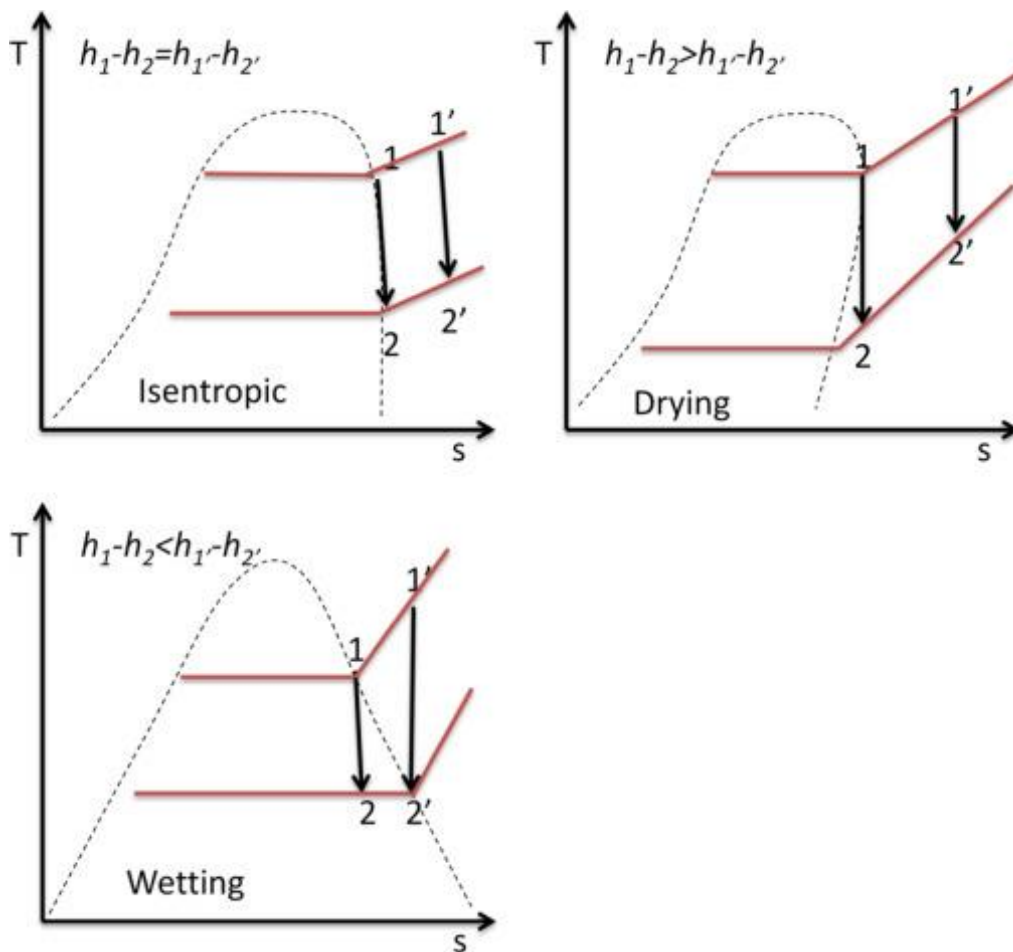 T
h₁-h₂=h₁'-h₂'
1'
1
2
2'
Isentropic
s
T
h₁-h₂>h₁'-h₂'
1'
1
2'
2
Drying
s
T
h₁-h₂<h₁'-h₂'
1'
1
2 2'
Wetting
s